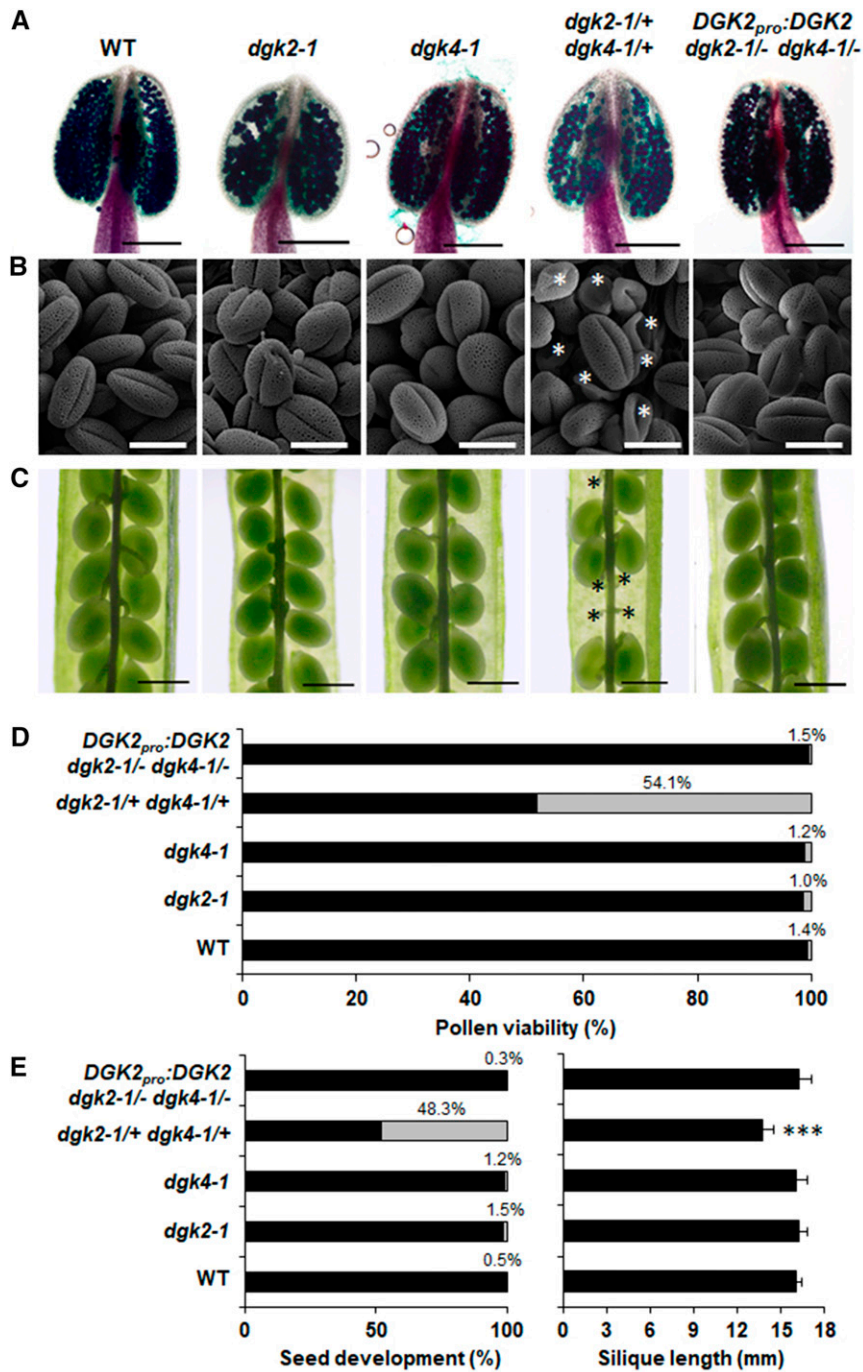 A
WT
dgk2-1
dgk4-1
dgk2-1/+
dgk4-1/+
DGK2pro:DGK2
dgk2-1/- dgk4-1/-
B
* * * * * * *
C
* * * * *
D
DGK2pro:DGK2
dgk2-1/- dgk4-1/-
1.5%
dgk2-1/+ dgk4-1/+
54.1%
dgk4-1
1.2%
dgk2-1
1.0%
WT
1.4%
0 20 40 60 80 100
Pollen viability (%)
E
DGK2pro:DGK2
dgk2-1/- dgk4-1/-
0.3%
dgk2-1/+ dgk4-1/+
48.3%
***
dgk4-1
1.2%
dgk2-1
1.5%
WT
0.5%
0 50 100
Seed development (%)
0 3 6 9 12 15 18
Silique length (mm)